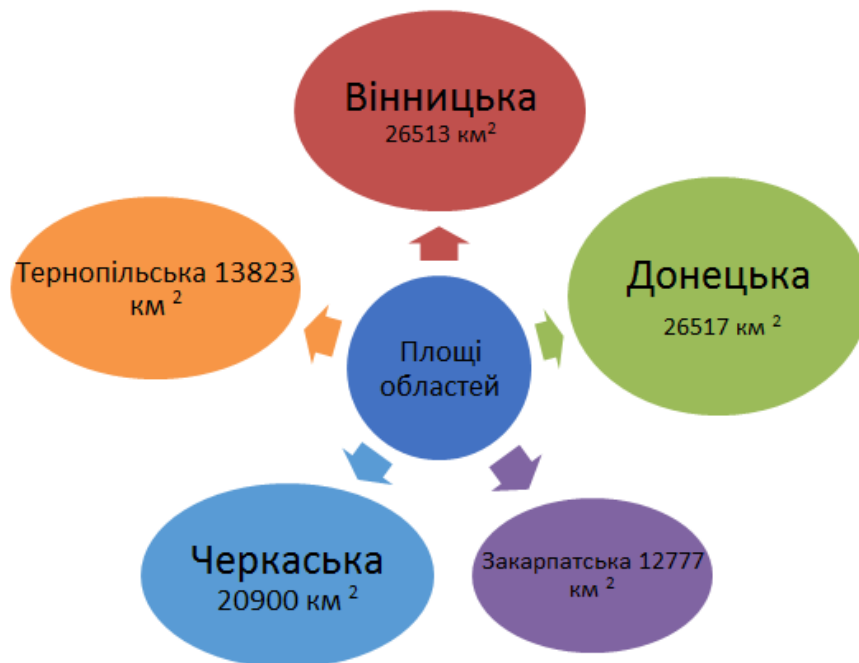 Вінницька
26513 км²
Тернопільська 13823
км ²
Донецька
26517 км ²
Площі
областей
Черкаська
20900 км ²
Закарпатська 12777
км ²